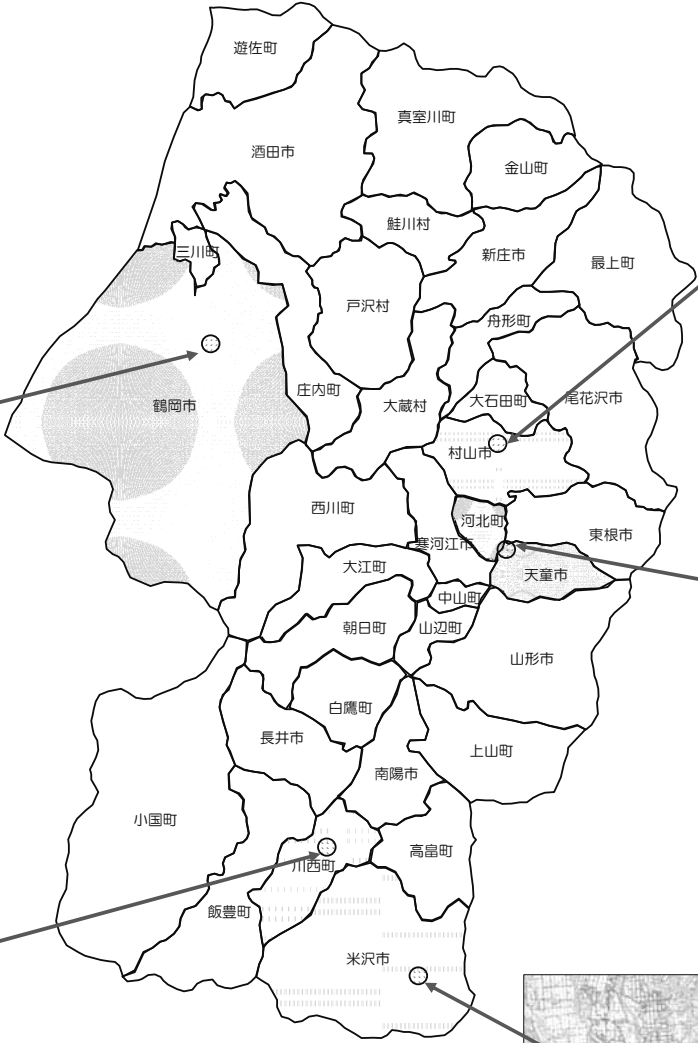 遊佐町
真室川町
酒田市
金山町
鮭川村
三川町
新庄市
最上町
戸沢村
舟形町
庄内町
大石田町
尾花沢市
鶴岡市
大蔵村
村山市
西川町
河北町
東根市
寒河江市
大江町
天童市
中山町
朝日町
山辺町
山形市
白鷹町
長井市
上山町
南陽市
小国町
高畠町
川西町
飯豊町
米沢市